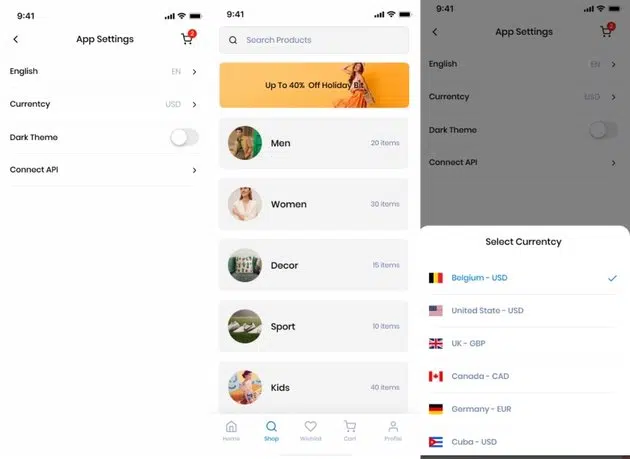 9:41
App Settings
2
English
EN
Currentcy
USD
Dark Theme
Connect API
9:41
Search Products
Up To 40% Off Holiday Bit
Men
20 items
Women
30 items
Decor
15 items
Sport
10 items
Kids
40 items
Home
Shop
Wishlist
Cart
Profile
9:41
App Settings
2
English
EN
Currentcy
USD
Dark Theme
Connect API
Select Currentcy
Belgium - USD
United State - USD
UK - GBP
Canada - CAD
Germany - EUR
Cuba - USD